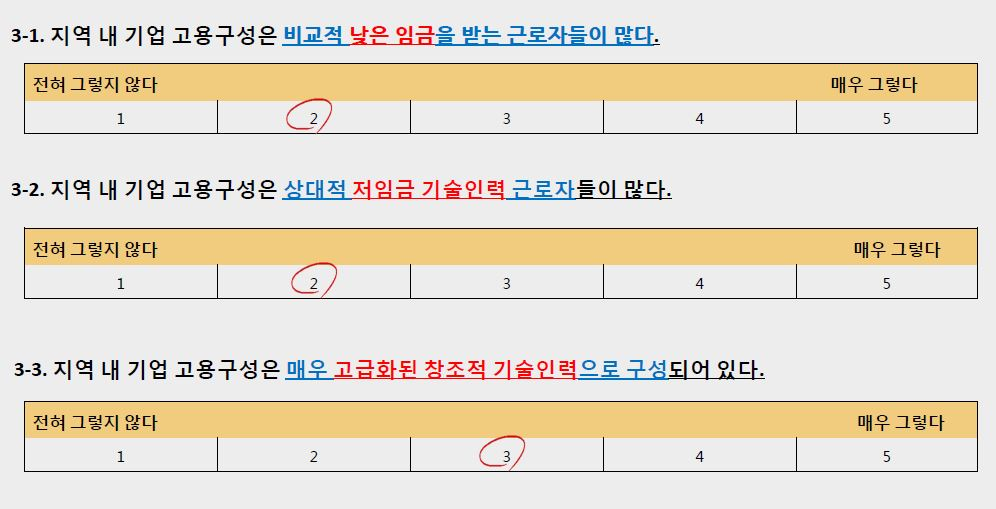 3-1. 지역 내 기업 고용구성은 비교적 낮은 임금을 받는 근로자들이 많다.
전혀 그렇지 않다 매우 그렇다
1 2 3 4 5
3-2. 지역 내 기업 고용구성은 상대적 저임금 기술인력 근로자들이 많다.
전혀 그렇지 않다 매우 그렇다
1 2 3 4 5
3-3. 지역 내 기업 고용구성은 매우 고급화된 창조적 기술인력으로 구성되어 있다.
전혀 그렇지 않다 매우 그렇다
1 2 3 4 5